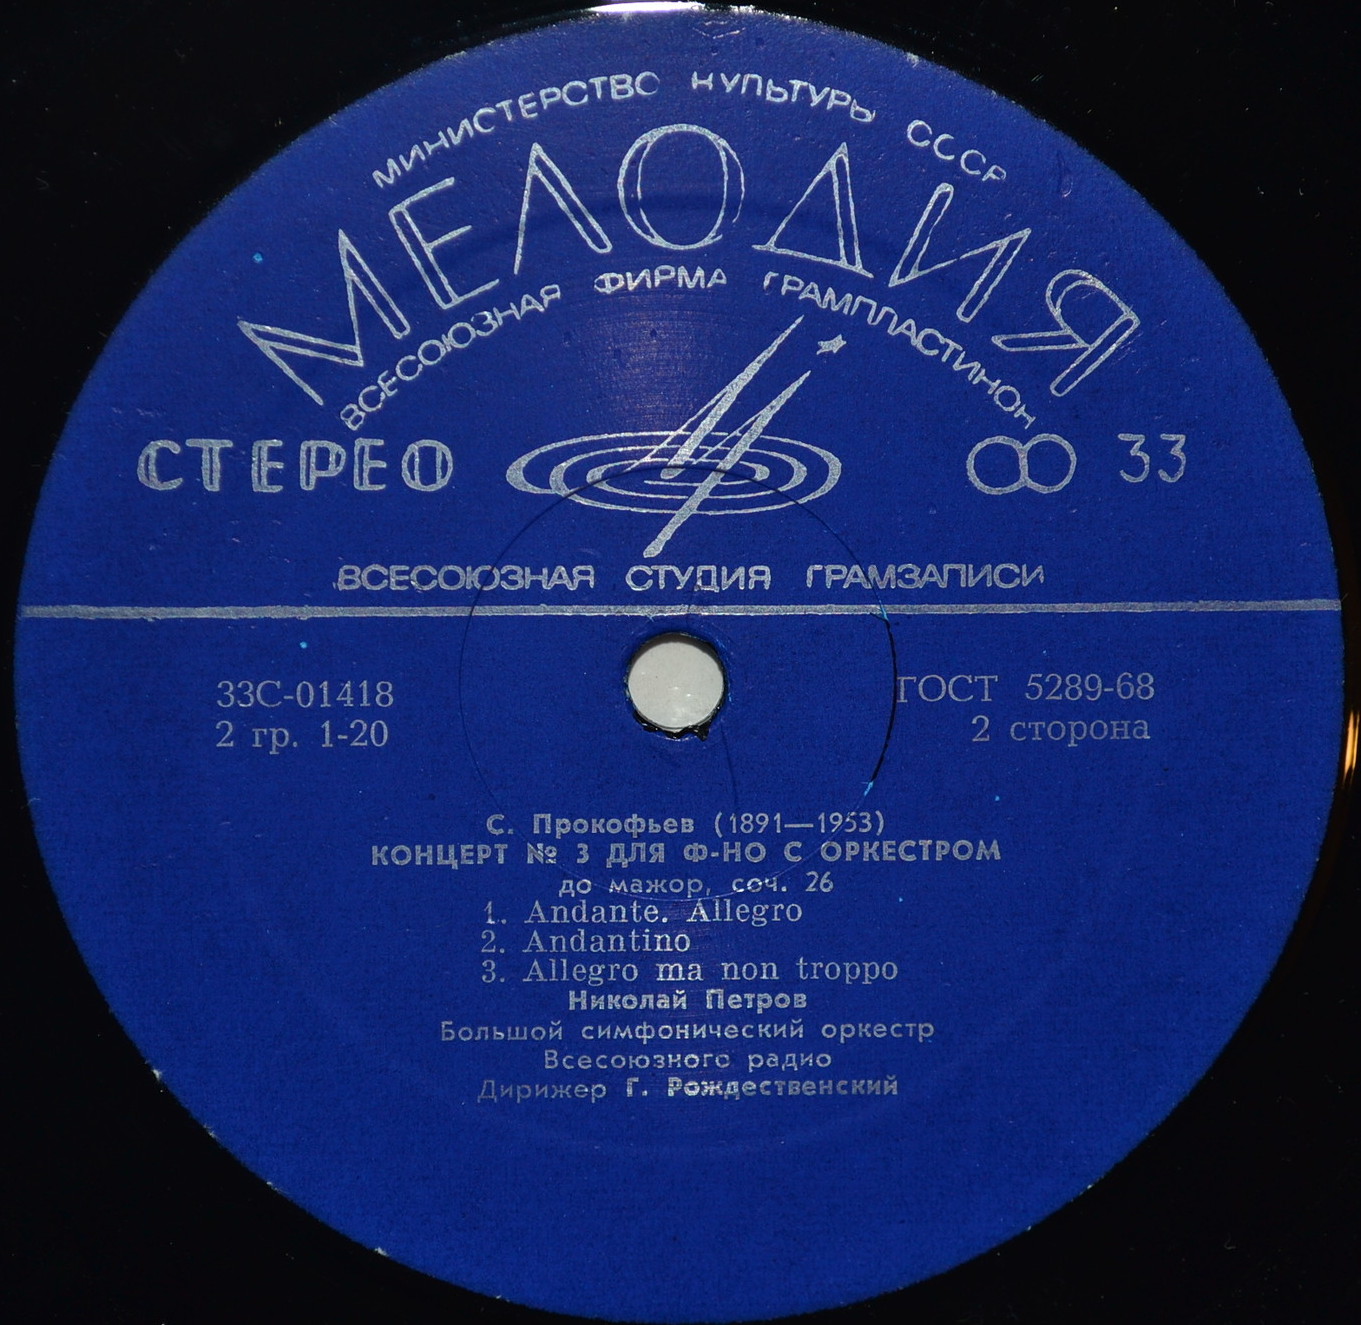 МИНИСТЕРСТВО КУЛЬТУРЫ СССР
МЕЛОДИЯ
ВСЕСОЮЗНАЯ ФИРМА ГРАМПЛАСТИНОК
СТЕРЕО
33
ВСЕСОЮЗНАЯ СТУДИЯ ГРАМЗАПИСИ
33С-01418
ГОСТ 5289-68
2 гр. 1-20
2 сторона
С. Прокофьев (1891—1953)
КОНЦЕРТ № 3 ДЛЯ Ф-НО С ОРКЕСТРОМ
до мажор, соч. 26
1. Andante. Allegro
2. Andantino
3. Allegro ma non troppo
Николай Петров
Большой симфонический оркестр
Всесоюзного радио
Дирижер Г. Рождественский